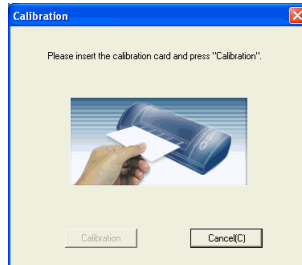 Calibration
Please insert the calibration card and press "Calibration".
Calibration
Cancel(C)